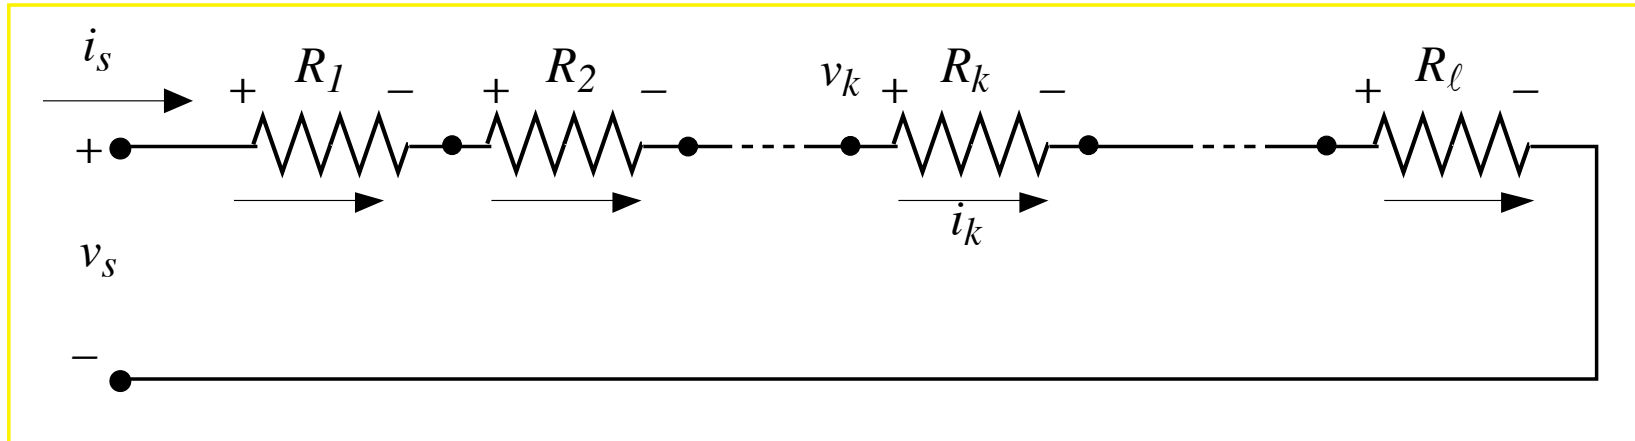 i_s
R_1 R_2 v_k R_k R_ℓ
+ − + − + − + −
+
i_k
v_s
−